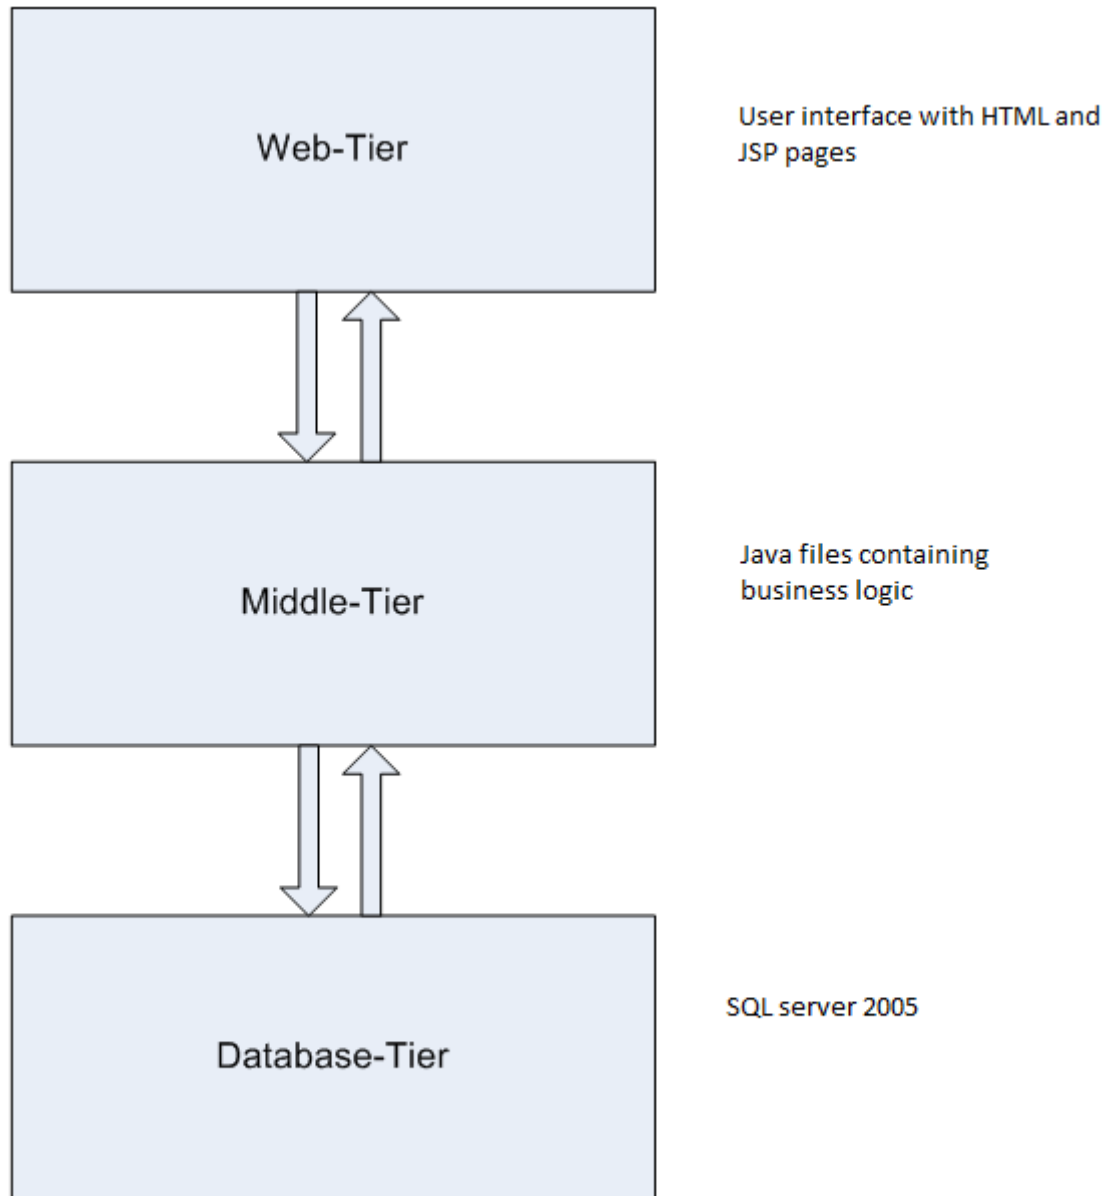 Web-Tier
User interface with HTML and
JSP pages
Middle-Tier
Java files containing
business logic
Database-Tier
SQL server 2005